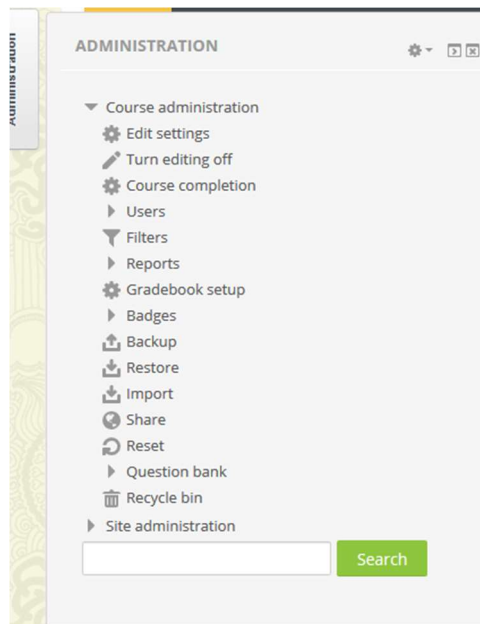 Administration
ADMINISTRATION
Course administration
Edit settings
Turn editing off
Course completion
Users
Filters
Reports
Gradebook setup
Badges
Backup
Restore
Import
Share
Reset
Question bank
Recycle bin
Site administration
Search